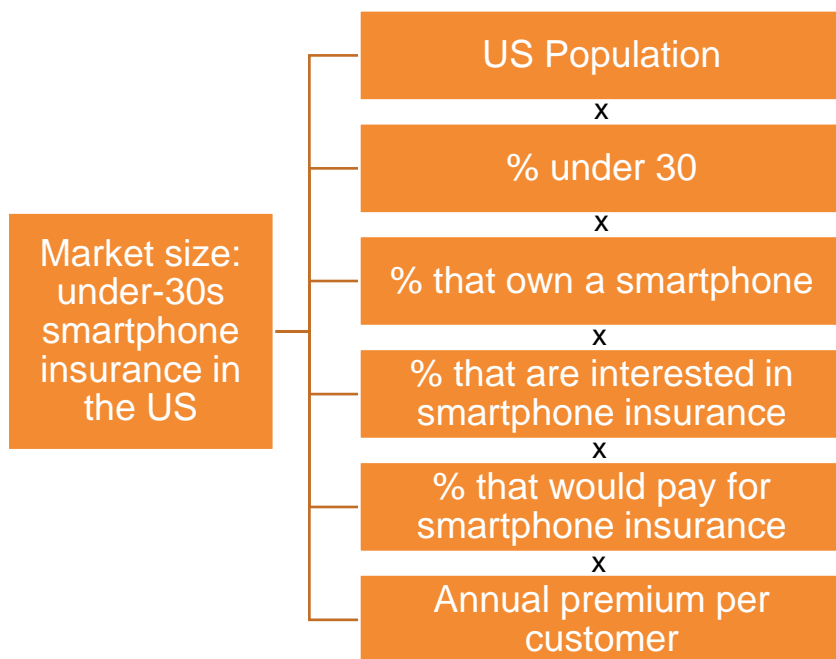 US Population
x
% under 30
x
% that own a smartphone
x
% that are interested in
smartphone insurance
x
% that would pay for
smartphone insurance
x
Annual premium per
customer
Market size:
under-30s
smartphone
insurance in
the US